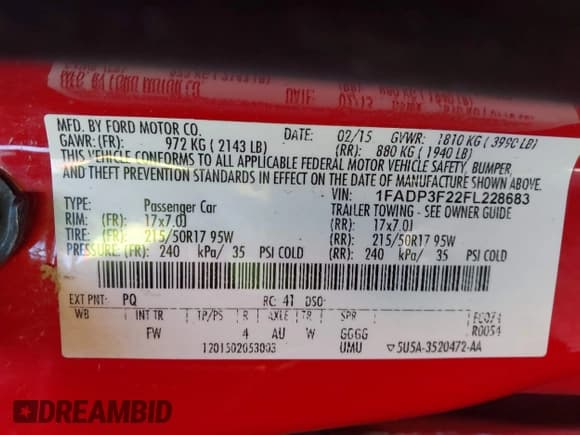 MFD. BY FORD MOTOR CO.
DATE: 02/15 GVWR: 1810 KG ( 3990 LB)
GAWR: (FR): 972 KG ( 2143 LB) (RR): 880 KG ( 1940 LB)
THIS VEHICLE CONFORMS TO ALL APPLICABLE FEDERAL MOTOR VEHICLE SAFETY, BUMPER,
AND THEFT PREVENTION STANDARDS IN EFFECT ON THE DATE OF MANUFACTURE SHOWN ABOVE.
VIN: 1FADP3F22FL228683
TYPE: Passenger Car TRAILER TOWING - SEE OWNER GUIDE
RIM: (FR): 17x7.0J (RR): 17x7.0J
TIRE: (FR): 215/50R17 95W (RR): 215/50R17 95W
PRESSURE: (FR): 240 kPa/ 35 PSI COLD (RR): 240 kPa/ 35 PSI COLD
EXT PNT: PQ RC: 41 DSO:
WB INT TR TP/PS R AXLE TR SPR
FW 4 AU W GG6G R0054
1201502053003 UMU ▽5U5A-3520472-AA
DREAMBID